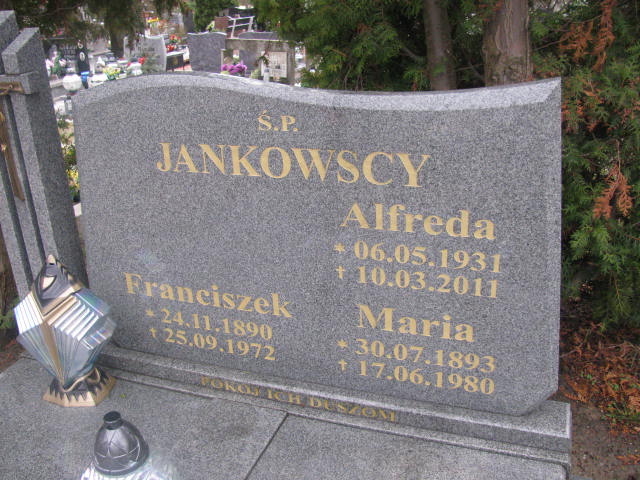 Ś.P.
JANKOWSCY
Alfreda
* 06.05.1931
† 10.03.2011
Franciszek
* 24.11.1890
† 25.09.1972
Maria
* 30.07.1893
† 17.06.1980
POKÓJ ICH DUSZOM